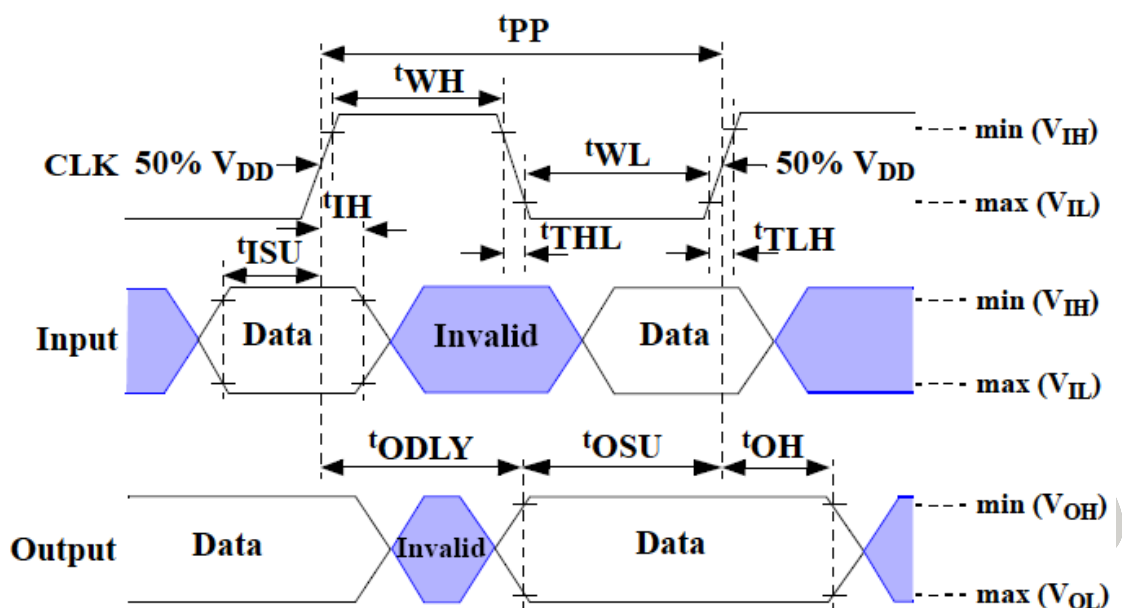 tPP
tWH
min (VIH)
CLK 50% VDD
tWL
50% VDD
tIH
max (VIL)
tTHL
tTLH
tISU
min (VIH)
Input
Data
Invalid
Data
max (VIL)
tODLY
tOSU
tOH
min (VOH)
Output
Data
Invalid
Data
max (VOL)